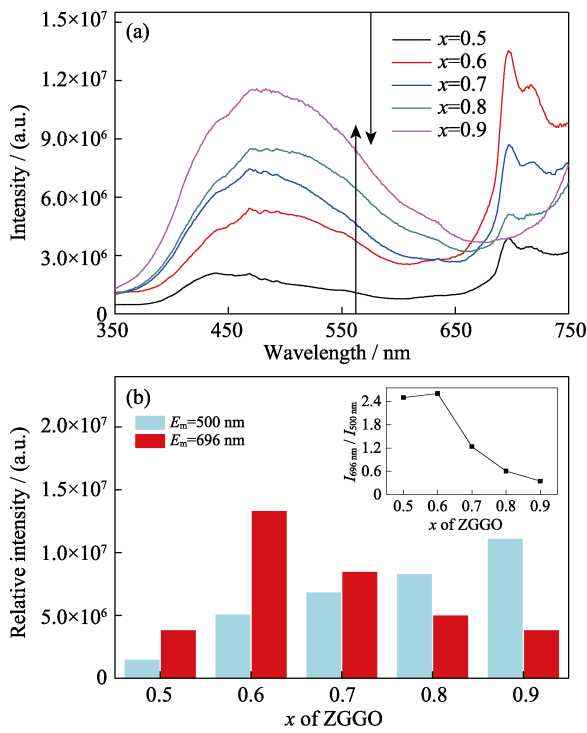 (a)
x=0.5
x=0.6
x=0.7
x=0.8
x=0.9
1.5×10⁷
1.2×10⁷
9.0×10⁶
6.0×10⁶
3.0×10⁶
0
Intensity / (a.u.)
350 450 550 650 750
Wavelength / nm
(b)
Eₘ=500 nm
Eₘ=696 nm
2.0×10⁷
1.5×10⁷
1.0×10⁷
5.0×10⁶
0
Relative intensity / (a.u.)
2.4
1.8
1.2
0.6
0
I₆₉₆ ₙₘ / I₅₀₀ ₙₘ
0.5 0.6 0.7 0.8 0.9
x of ZGGO
0.5 0.6 0.7 0.8 0.9
x of ZGGO